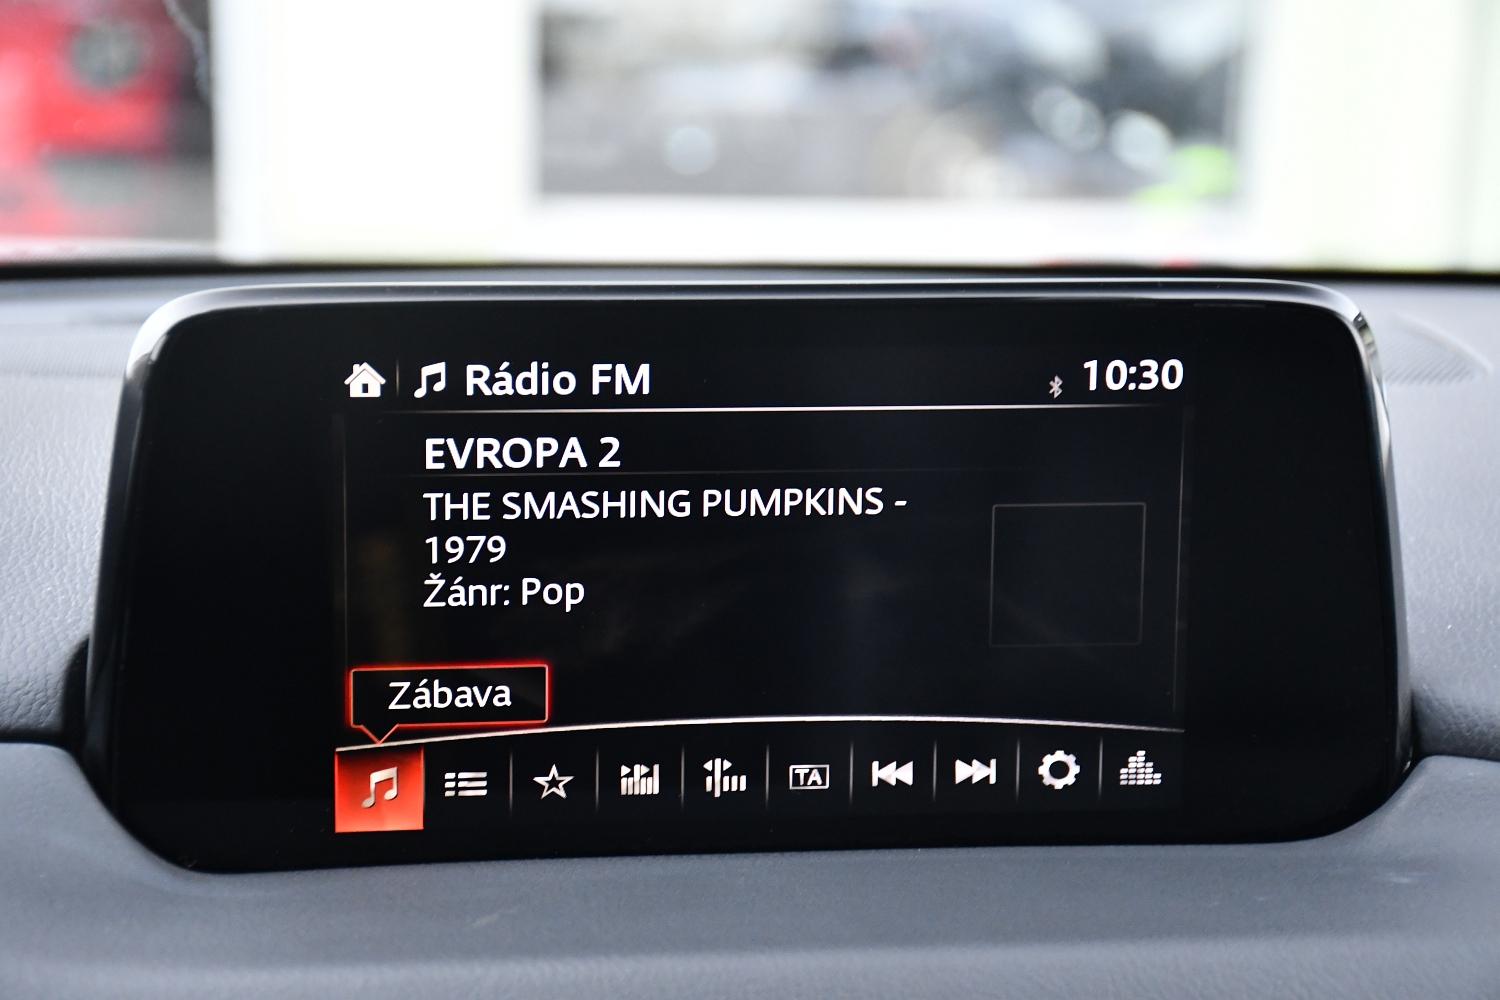 Rádio FM
10:30
EVROPA 2
THE SMASHING PUMPKINS -
1979
Žánr: Pop
Zábava
TA